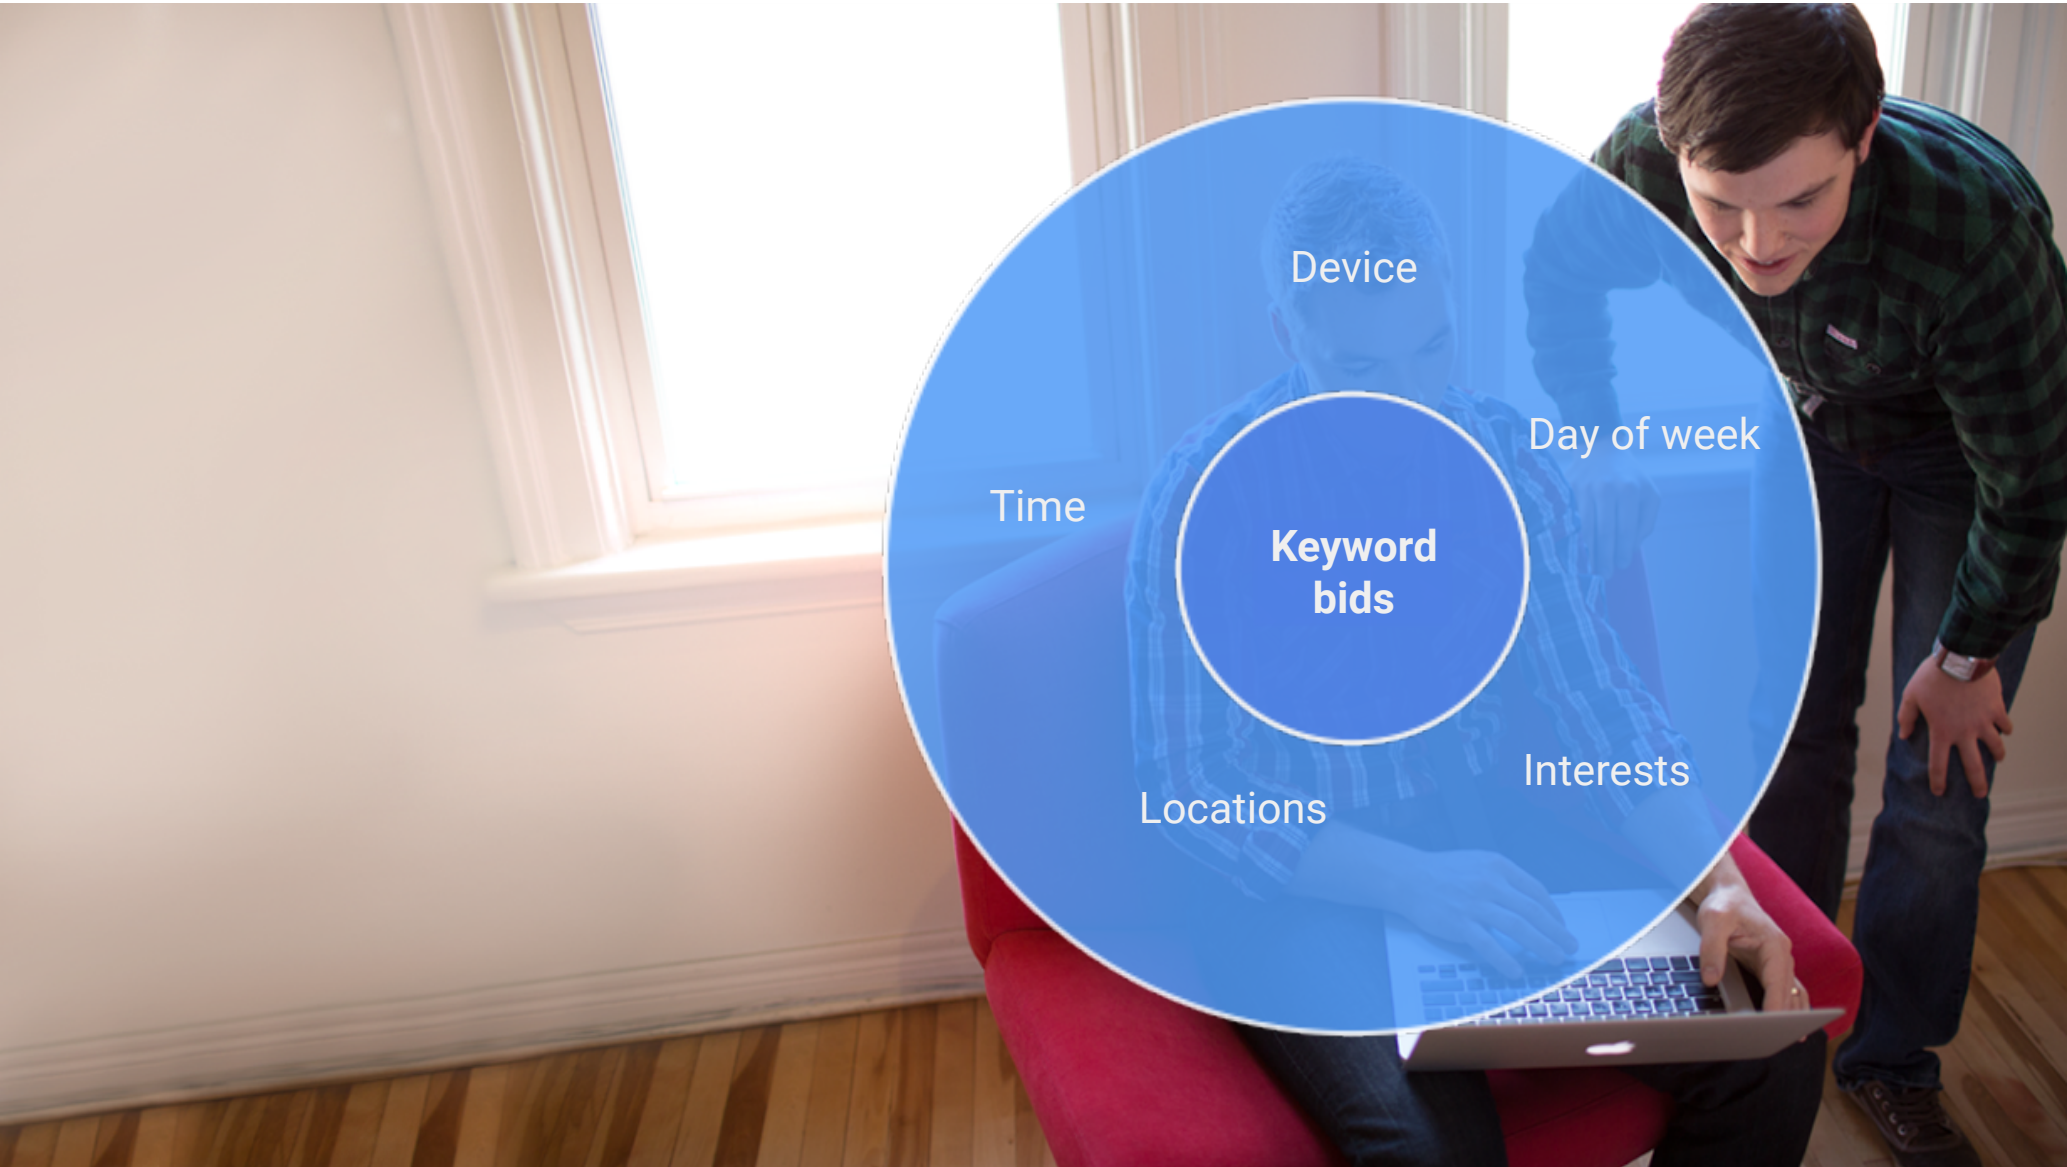 Device
Day of week
Time
Keyword
bids
Interests
Locations